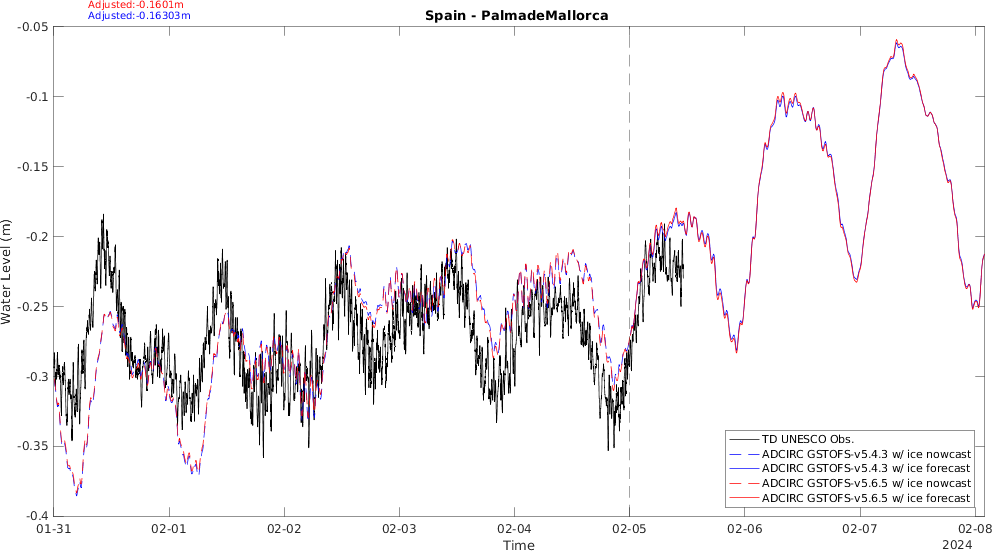 Adjusted:-0.1601m
Adjusted:-0.16303m
Spain - PalmadeMallorca
-0.05
-0.1
-0.15
-0.2
-0.25
-0.3
-0.35
-0.4
Water Level (m)
01-31
02-01
02-02
02-03
02-04
02-05
02-06
02-07
02-08
Time
2024
TD UNESCO Obs.
ADCIRC GSTOFS-v5.4.3 w/ ice nowcast
ADCIRC GSTOFS-v5.4.3 w/ ice forecast
ADCIRC GSTOFS-v5.6.5 w/ ice nowcast
ADCIRC GSTOFS-v5.6.5 w/ ice forecast